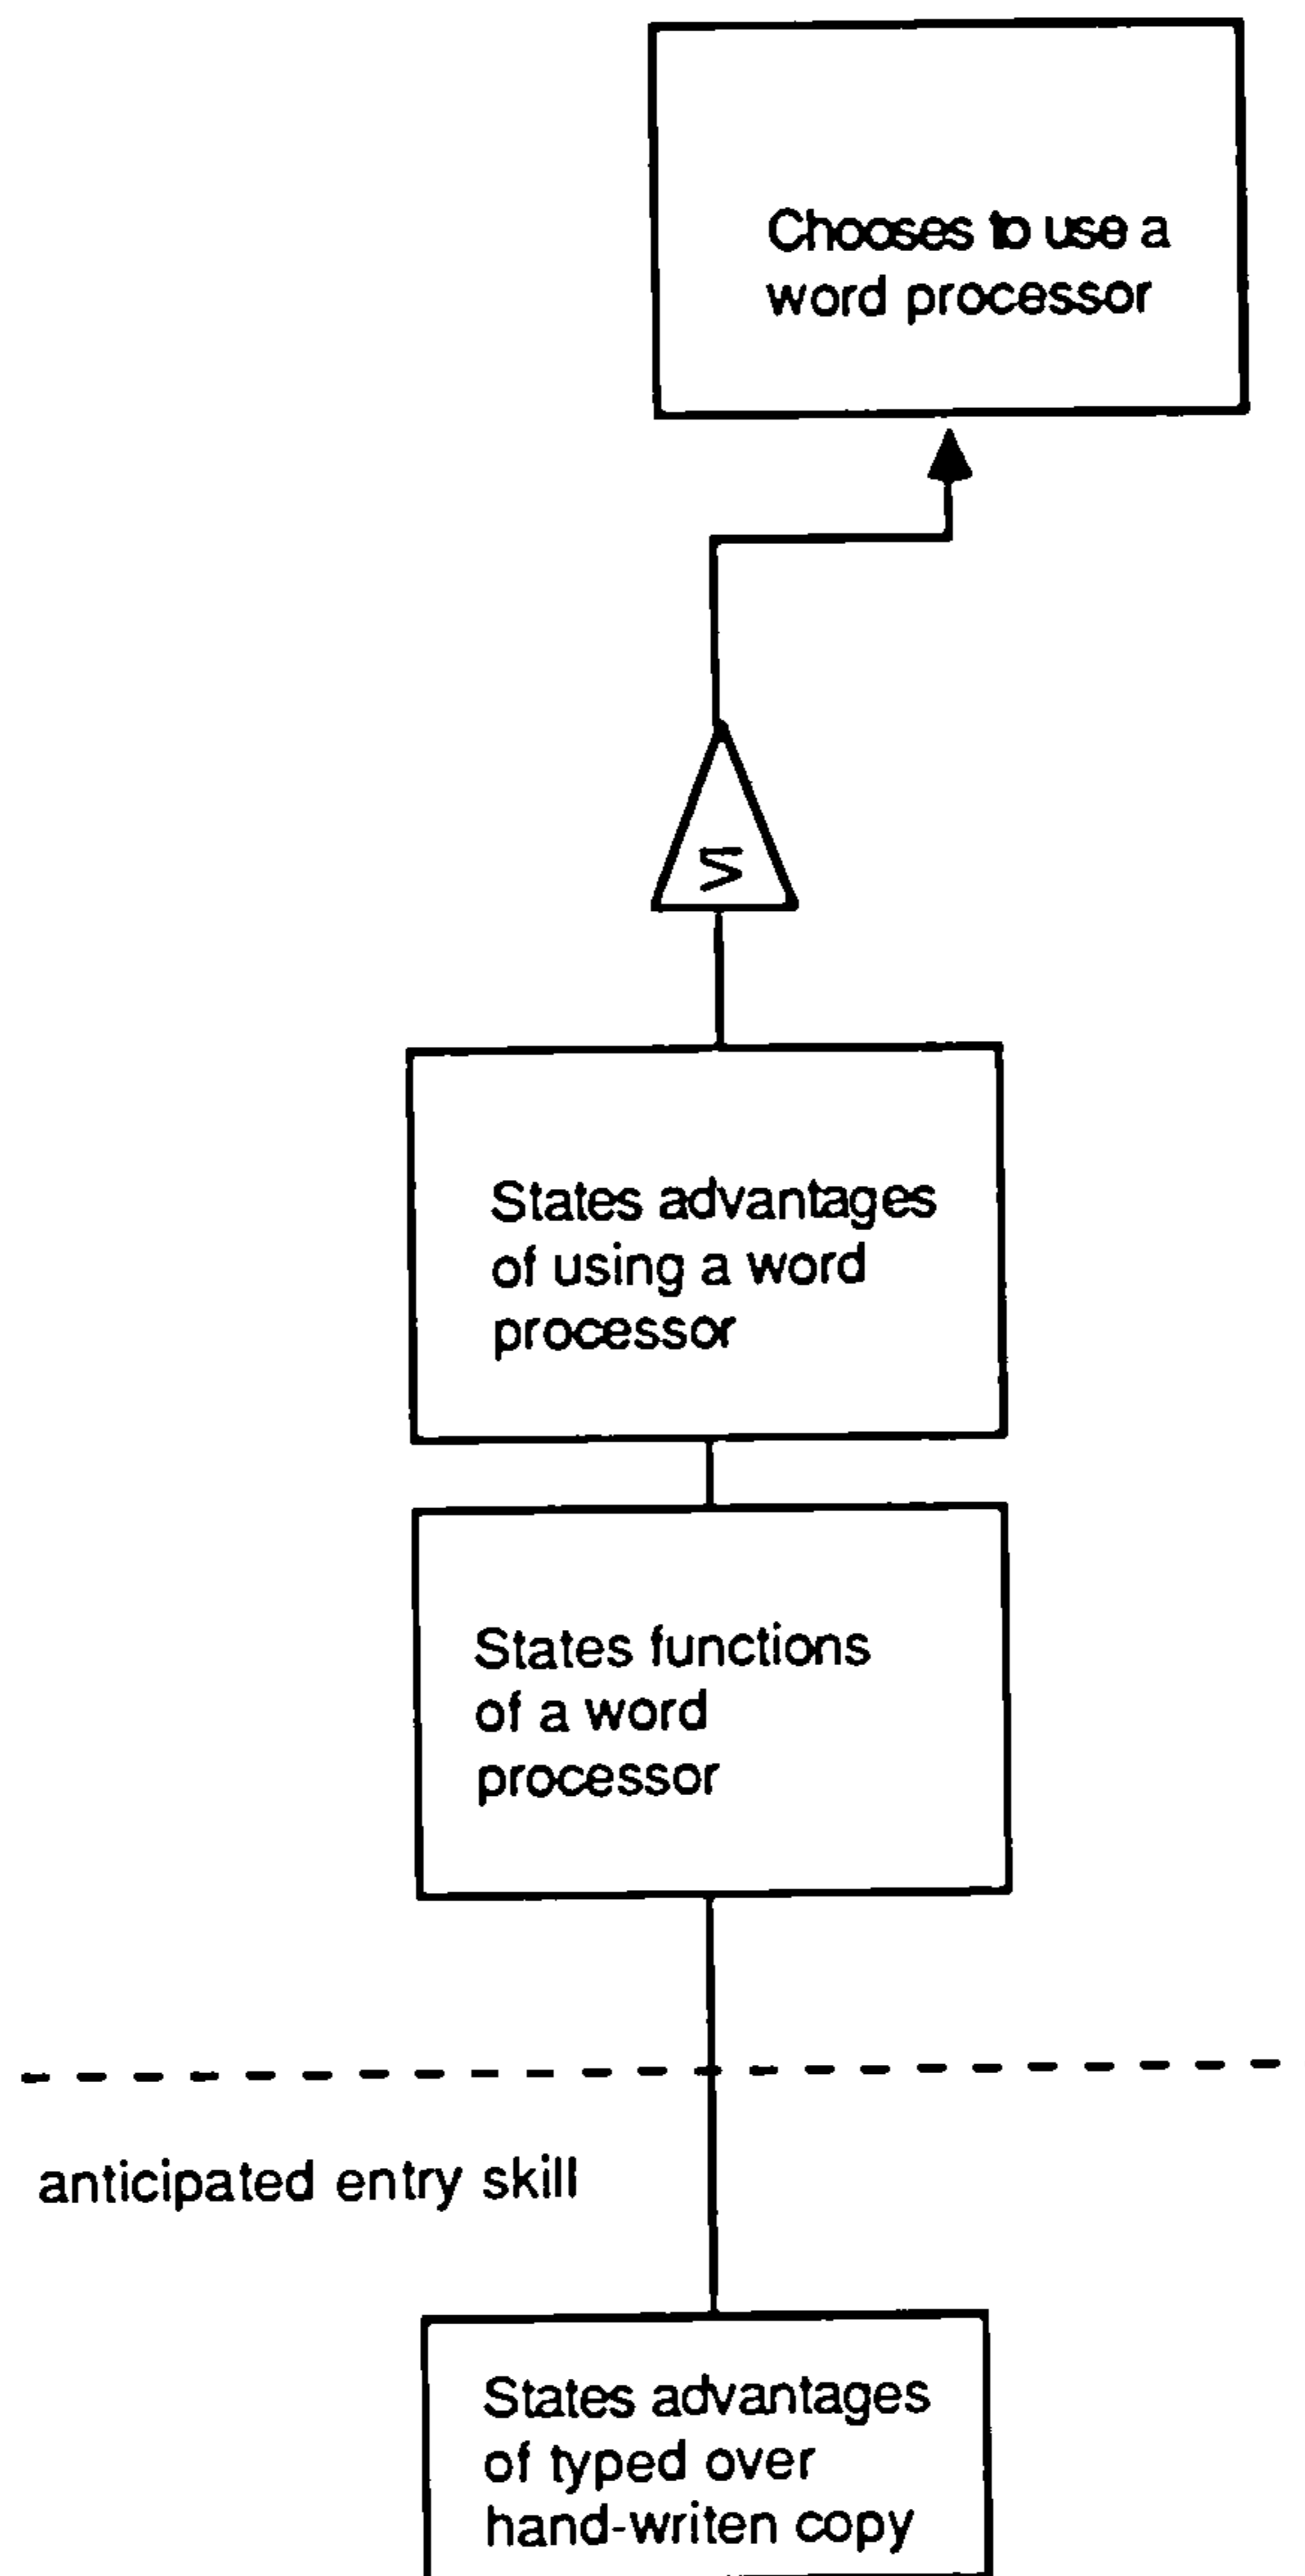 Chooses to use a
word processor
VI
States advantages
of using a word
processor
States functions
of a word
processor
anticipated entry skill
States advantages
of typed over
hand-writen copy